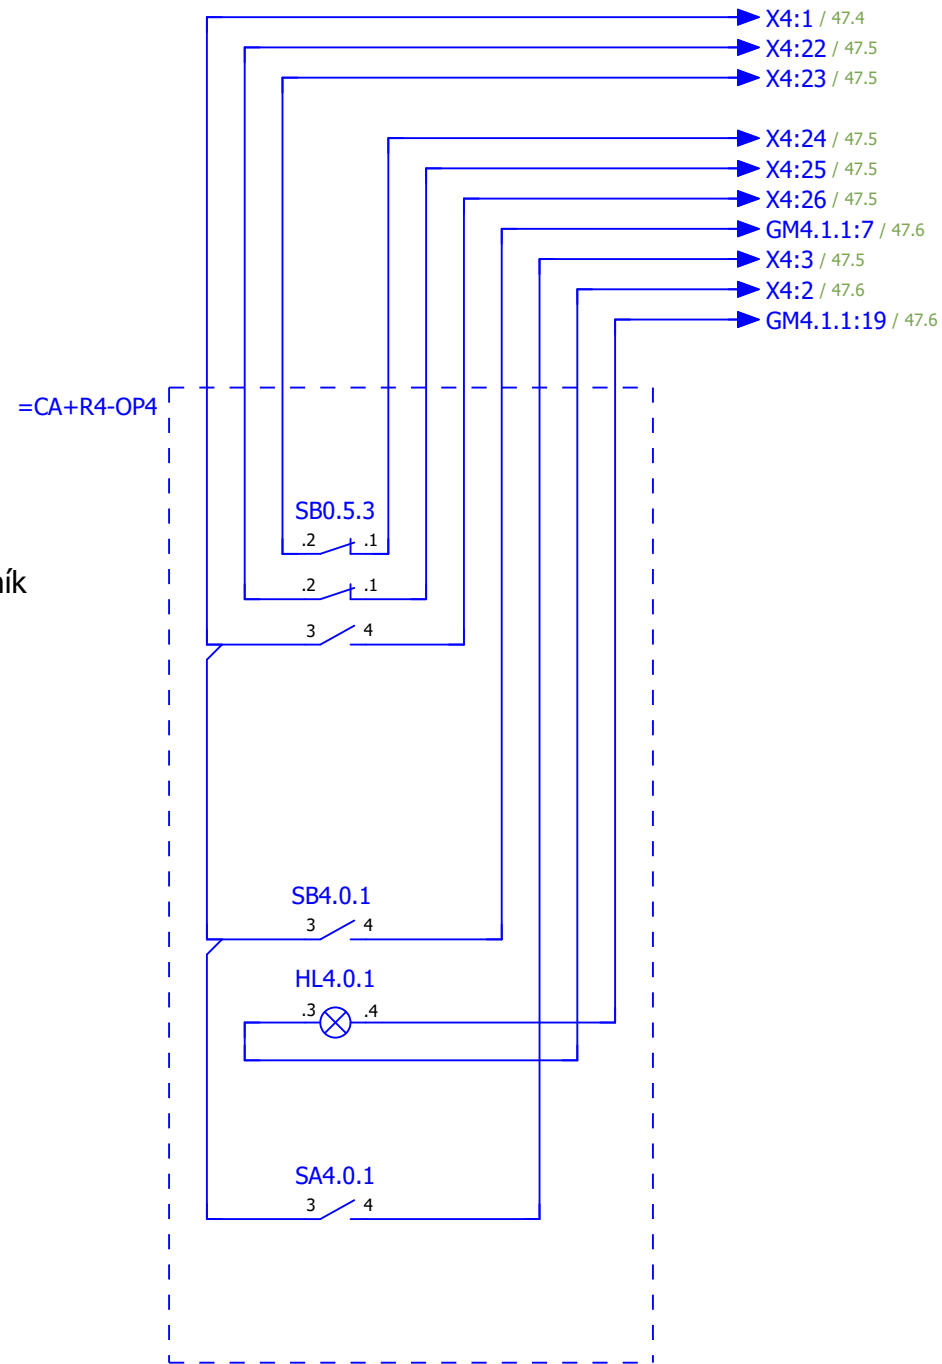 X4:1 / 47.4
X4:22 / 47.5
X4:23 / 47.5
X4:24 / 47.5
X4:25 / 47.5
X4:26 / 47.5
GM4.1.1:7 / 47.6
X4:3 / 47.5
X4:2 / 47.6
GM4.1.1:19 / 47.6
=CA+R4-OP4
SB0.5.3
.2 .1
.2 .1
3 4
SB4.0.1
3 4
HL4.0.1
.3 .4
SA4.0.1
3 4